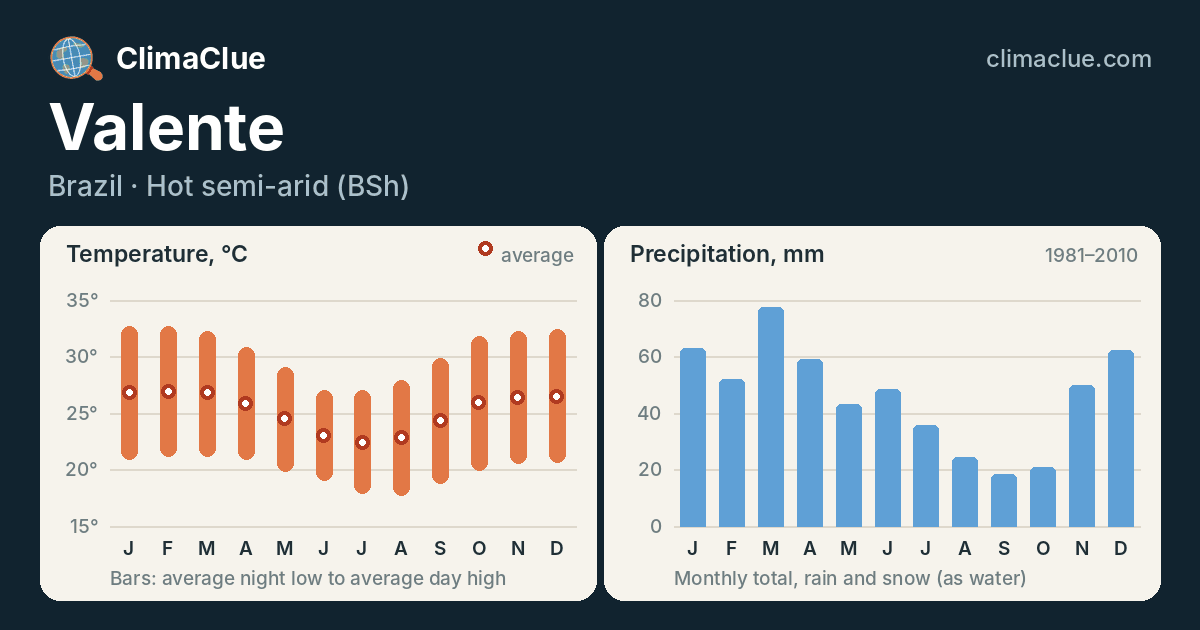 ClimaClue
climaclue.com
Valente
Brazil · Hot semi-arid (BSh)
Temperature, °C
average
35°
30°
25°
20°
15°
J F M A M J J A S O N D
Bars: average night low to average day high
Precipitation, mm
1981–2010
80
60
40
20
0
J F M A M J J A S O N D
Monthly total, rain and snow (as water)